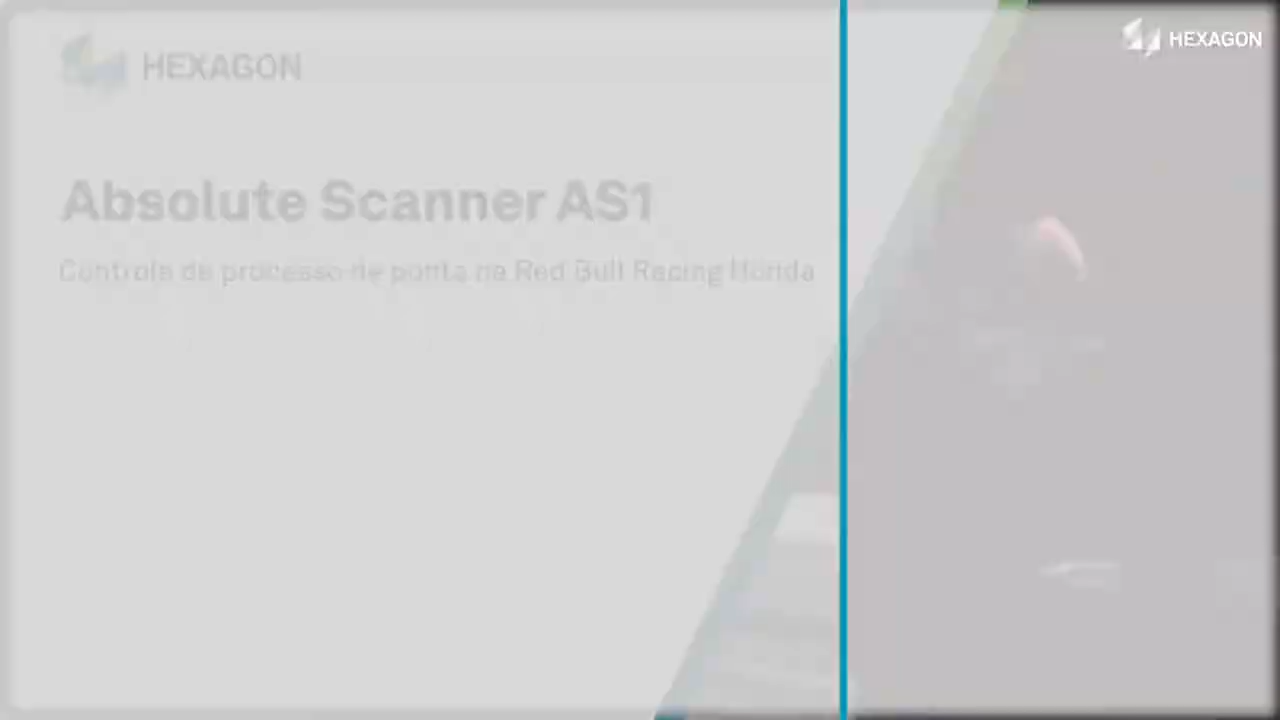 HEXAGON
HEXAGON
Absolute Scanner AS1
Controle de processo de ponta na Red Bull Racing Honda